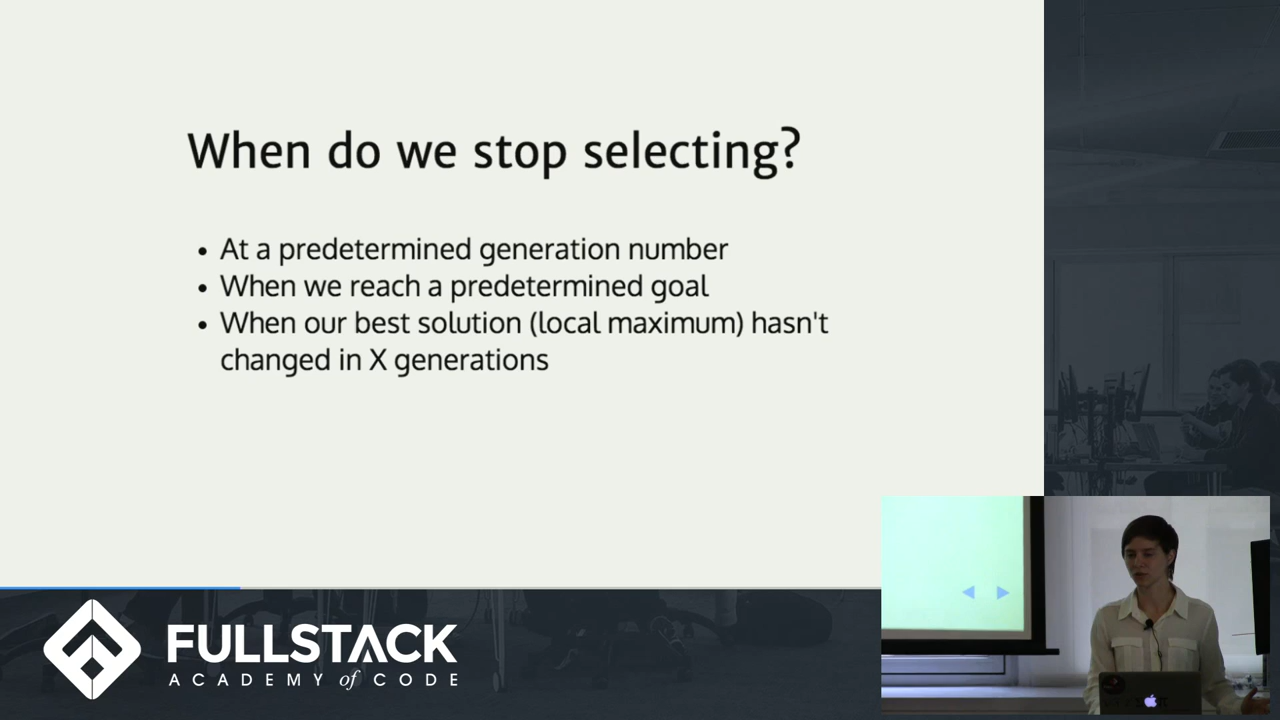 When do we stop selecting?
• At a predetermined generation number
• When we reach a predetermined goal
• When our best solution (local maximum) hasn't
changed in X generations
FULLSTACK
ACADEMY of CODE